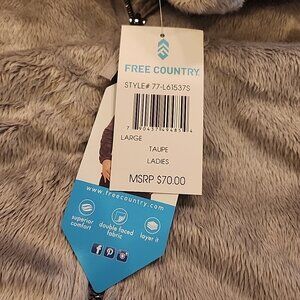 FREE COUNTRY
STYLE# 77-L61537S
LARGE
TAUPE
LADIES
MSRP $70.00
www.freecountry.com
superior comfort
double faced fabric
layer it